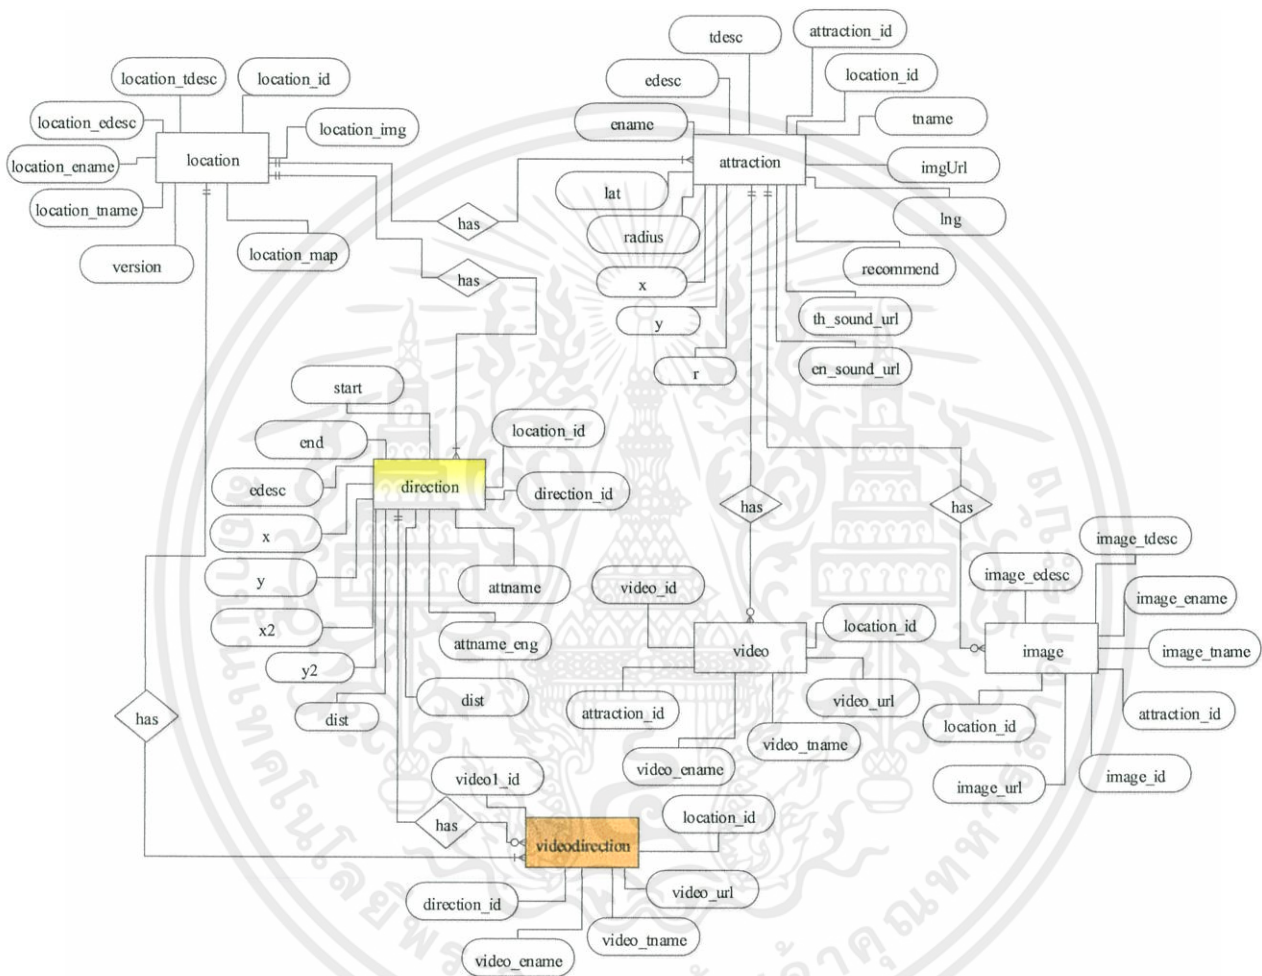 tdesc
attraction_id
location_tdesc
location_id
edesc
location_id
location_edesc
location_img
ename
tname
location_ename
location
attraction
imgUrl
location_tname
lat
lng
has
radius
version
location_map
recommend
has
x
y
th_sound_url
r
en_sound_url
start
end
location_id
edesc
direction
direction_id
x
has
has
y
attname
image_tdesc
image_edesc
video_id
image_ename
x2
attname_eng
location_id
video
image
image_tname
y2
dist
dist
video_url
attraction_id
location_id
attraction_id
has
video_tname
video_ename
image_url
image_id
video1_id
location_id
has
videodirection
direction_id
video_url
video_tname
video_ename